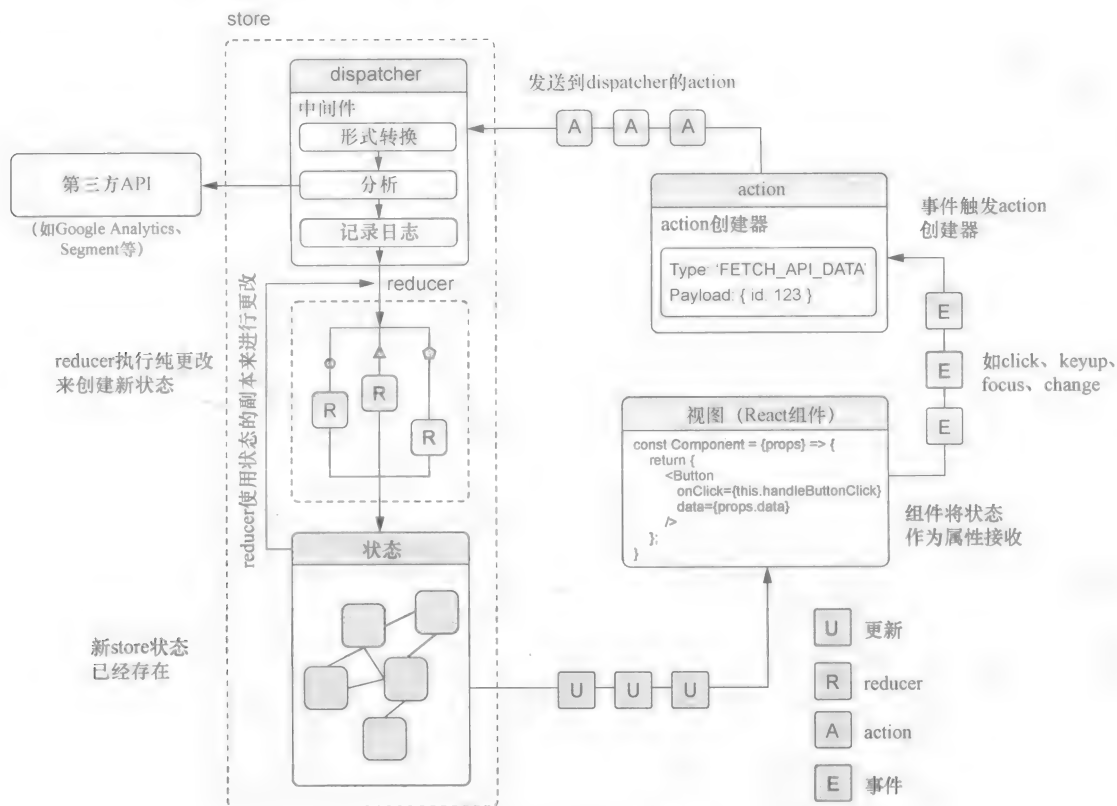 store
dispatcher
中间件
形式转换
分析
记录日志
第三方API
（如Google Analytics、
Segment等）
发送到dispatcher的action
A
A
A
action
action创建器
Type: 'FETCH_API_DATA'
Payload: { id. 123 }
事件触发action
创建器
E
E
E
如click、keyup、
focus、change
reducer
reducer使用状态的副本来进行更改
reducer执行纯更改
来创建新状态
R
R
R
视图（React组件）
const Component = {props} => {
return {
<Button
onClick={this.handleButtonClick}
data={props.data}
/>
};
}
组件将状态
作为属性接收
状态
新store状态
已经存在
U
U
U
U 更新
R reducer
A action
E 事件